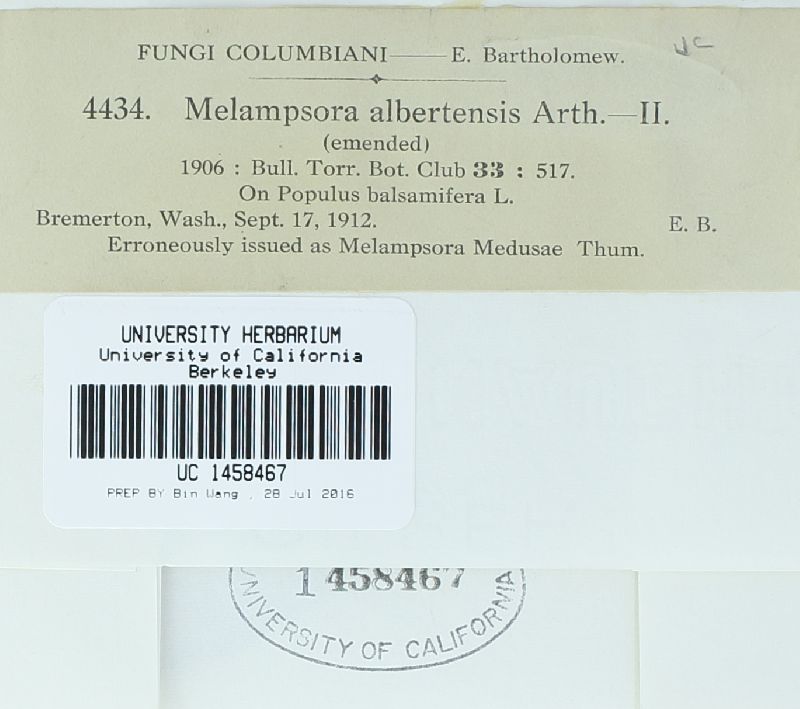 FUNGI COLUMBIANI——E. Bartholomew.
UC
4434. Melampsora albertensis Arth.—II.
(emended)
1906 : Bull. Torr. Bot. Club 33 : 517.
On Populus balsamifera L.
Bremerton, Wash., Sept. 17, 1912. E. B.
Erroneously issued as Melampsora Medusae Thum.
UNIVERSITY HERBARIUM
University of California
Berkeley
UC 1458467
PREP BY Bin Wang , 28 Jul 2016
1458467
UNIVERSITY OF CALIFORNIA